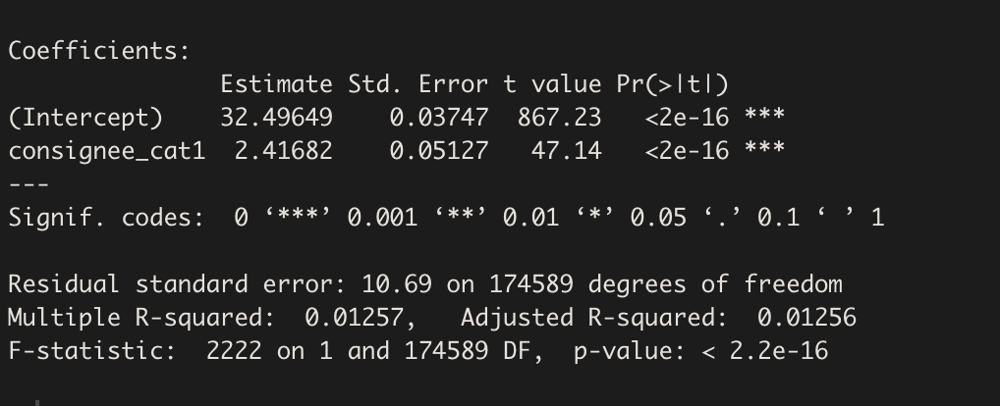 Coefficients:
Estimate Std. Error t value Pr(>|t|)
(Intercept) 32.49649 0.03747 867.23 <2e-16 ***
consignee_cat1 2.41682 0.05127 47.14 <2e-16 ***
---
Signif. codes: 0 ‘***’ 0.001 ‘**’ 0.01 ‘*’ 0.05 ‘.’ 0.1 ‘ ’ 1
Residual standard error: 10.69 on 174589 degrees of freedom
Multiple R-squared: 0.01257, Adjusted R-squared: 0.01256
F-statistic: 2222 on 1 and 174589 DF, p-value: < 2.2e-16